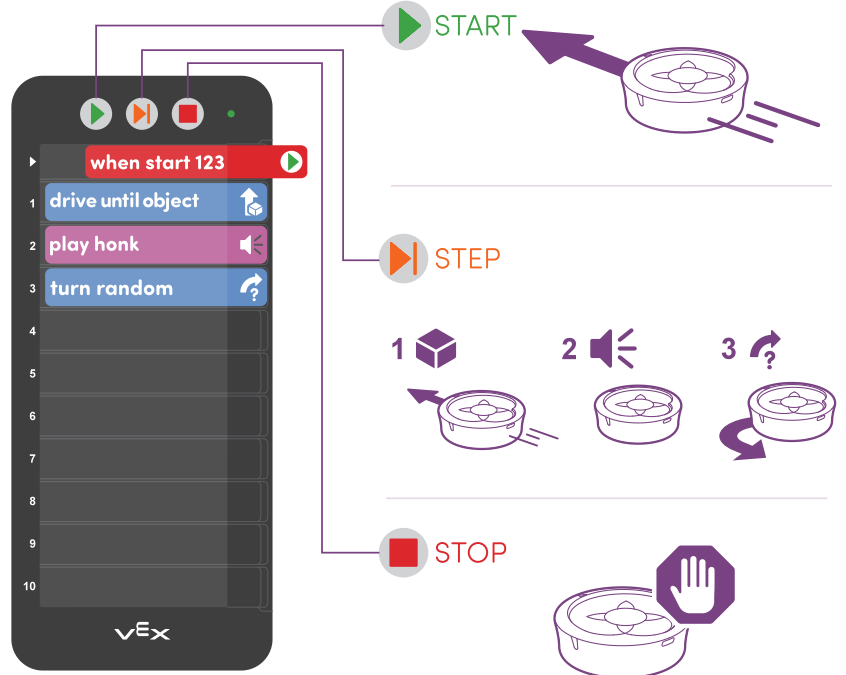 START
when start 123
1 drive until object
2 play honk
3 turn random
4
5
6
7
8
9
10
vex
STEP
1
2
3
?
STOP